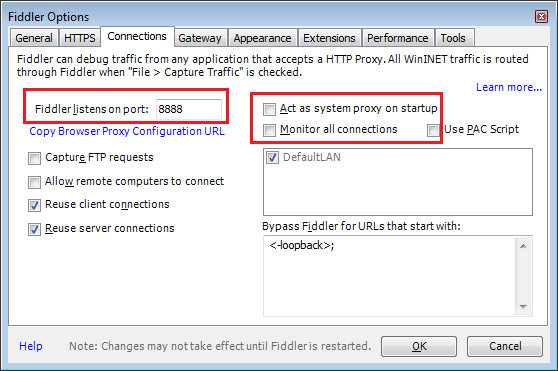 Fiddler Options
General HTTPS Connections Gateway Appearance Extensions Performance Tools
Fiddler can debug traffic from any application that accepts a HTTP Proxy. All WinINET traffic is routed
through Fiddler when "File > Capture Traffic" is checked.
Learn more...
Fiddler listens on port: 8888
Copy Browser Proxy Configuration URL
Capture FTP requests
Allow remote computers to connect
Reuse client connections
Reuse server connections
Act as system proxy on startup
Monitor all connections Use PAC Script
DefaultLAN
Bypass Fiddler for URLs that start with:
<-loopback>;
Help Note: Changes may not take effect until Fiddler is restarted. OK Cancel